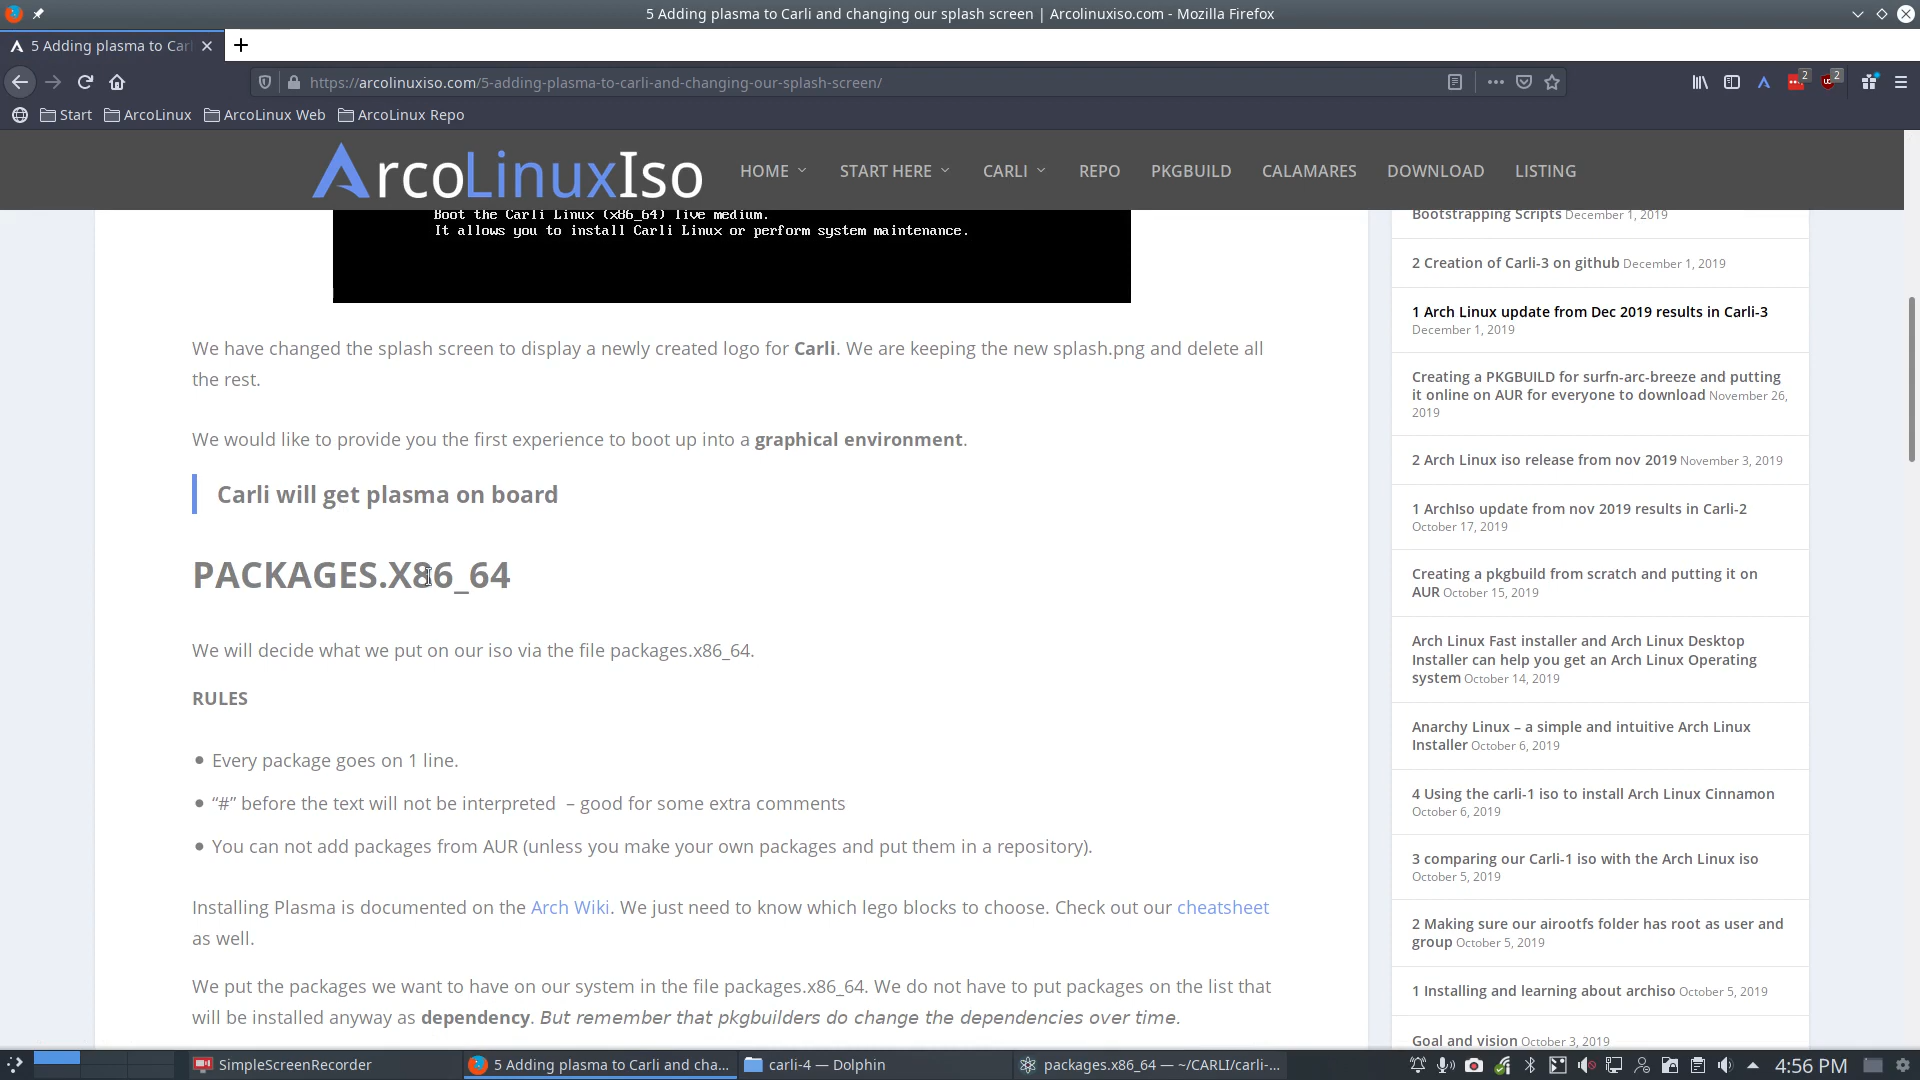 5 Adding plasma to Carli and changing our splash screen | Arcolinuxiso.com - Mozilla Firefox
5 Adding plasma to Carl
https://arcolinuxiso.com/5-adding-plasma-to-carli-and-changing-our-splash-screen/
2
2
Start
ArcoLinux
ArcoLinux Web
ArcoLinux Repo
ArcoLinuxIso
HOME
START HERE
CARLI
REPO
PKGBUILD
CALAMARES
DOWNLOAD
LISTING
Boot the Carli Linux (x86_64) live medium.
It allows you to install Carli Linux or perform system maintenance.
We have changed the splash screen to display a newly created logo for Carli. We are keeping the new splash.png and delete all
the rest.
We would like to provide you the first experience to boot up into a graphical environment.
Carli will get plasma on board
PACKAGES.X86_64
We will decide what we put on our iso via the file packages.x86_64.
RULES
Every package goes on 1 line.
“#” before the text will not be interpreted – good for some extra comments
You can not add packages from AUR (unless you make your own packages and put them in a repository).
Installing Plasma is documented on the Arch Wiki. We just need to know which lego blocks to choose. Check out our cheatsheet
as well.
We put the packages we want to have on our system in the file packages.x86_64. We do not have to put packages on the list that
will be installed anyway as dependency. But remember that pkgbuilders do change the dependencies over time.
Bootstrapping Scripts December 1, 2019
2 Creation of Carli-3 on github December 1, 2019
1 Arch Linux update from Dec 2019 results in Carli-3
December 1, 2019
Creating a PKGBUILD for surfn-arc-breeze and putting
it online on AUR for everyone to download November 26,
2019
2 Arch Linux iso release from nov 2019 November 3, 2019
1 ArchIso update from nov 2019 results in Carli-2
October 17, 2019
Creating a pkgbuild from scratch and putting it on
AUR October 15, 2019
Arch Linux Fast installer and Arch Linux Desktop
Installer can help you get an Arch Linux Operating
system October 14, 2019
Anarchy Linux – a simple and intuitive Arch Linux
Installer October 6, 2019
4 Using the carli-1 iso to install Arch Linux Cinnamon
October 6, 2019
3 comparing our Carli-1 iso with the Arch Linux iso
October 5, 2019
2 Making sure our airootfs folder has root as user and
group October 5, 2019
1 Installing and learning about archiso October 5, 2019
Goal and vision October 3, 2019
SimpleScreenRecorder
5 Adding plasma to Carli and cha...
carli-4 — Dolphin
packages.x86_64 — ~/CARLI/carli-...
4:56 PM